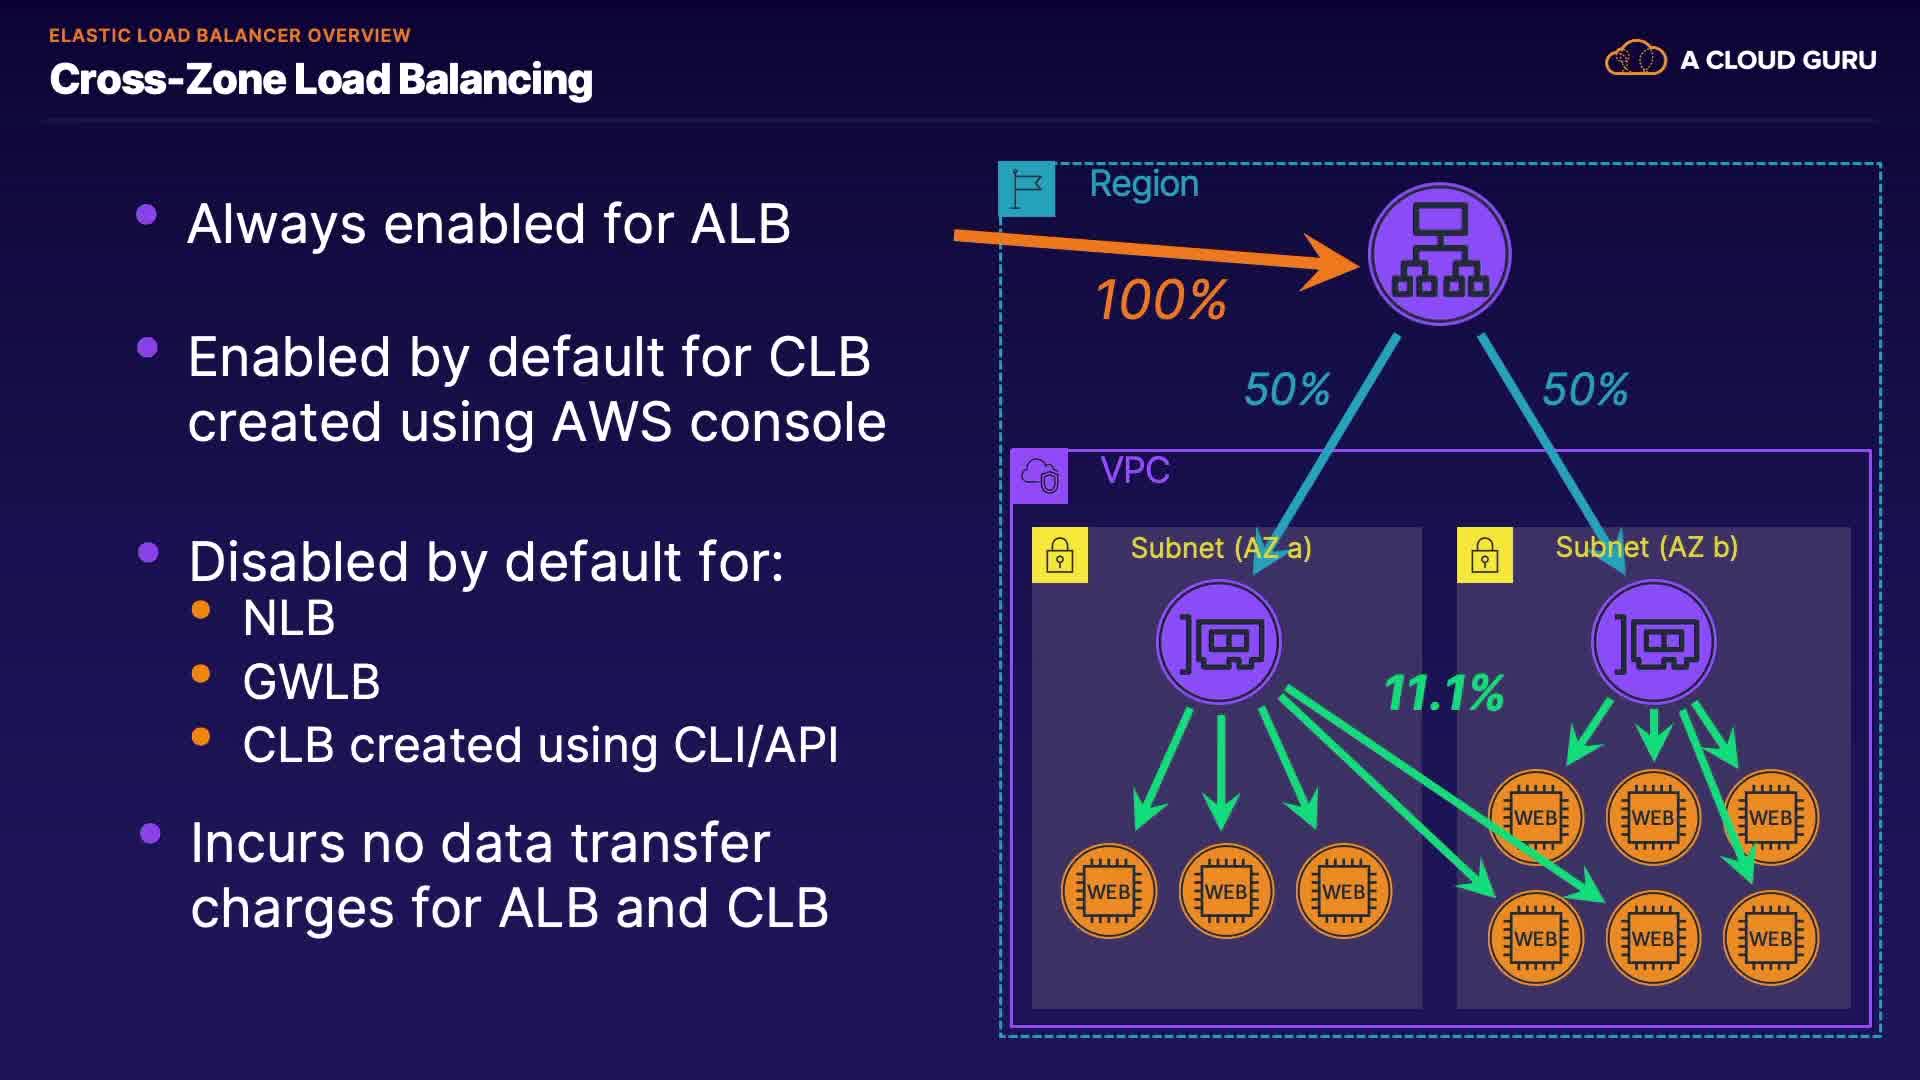 ELASTIC LOAD BALANCER OVERVIEW
Cross-Zone Load Balancing
A CLOUD GURU
Always enabled for ALB
Enabled by default for CLB
created using AWS console
Disabled by default for:
NLB
GWLB
CLB created using CLI/API
Incurs no data transfer
charges for ALB and CLB
Region
100%
50%
50%
VPC
Subnet (AZ a)
Subnet (AZ b)
11.1%
WEB
WEB
WEB
WEB
WEB
WEB
WEB
WEB
WEB